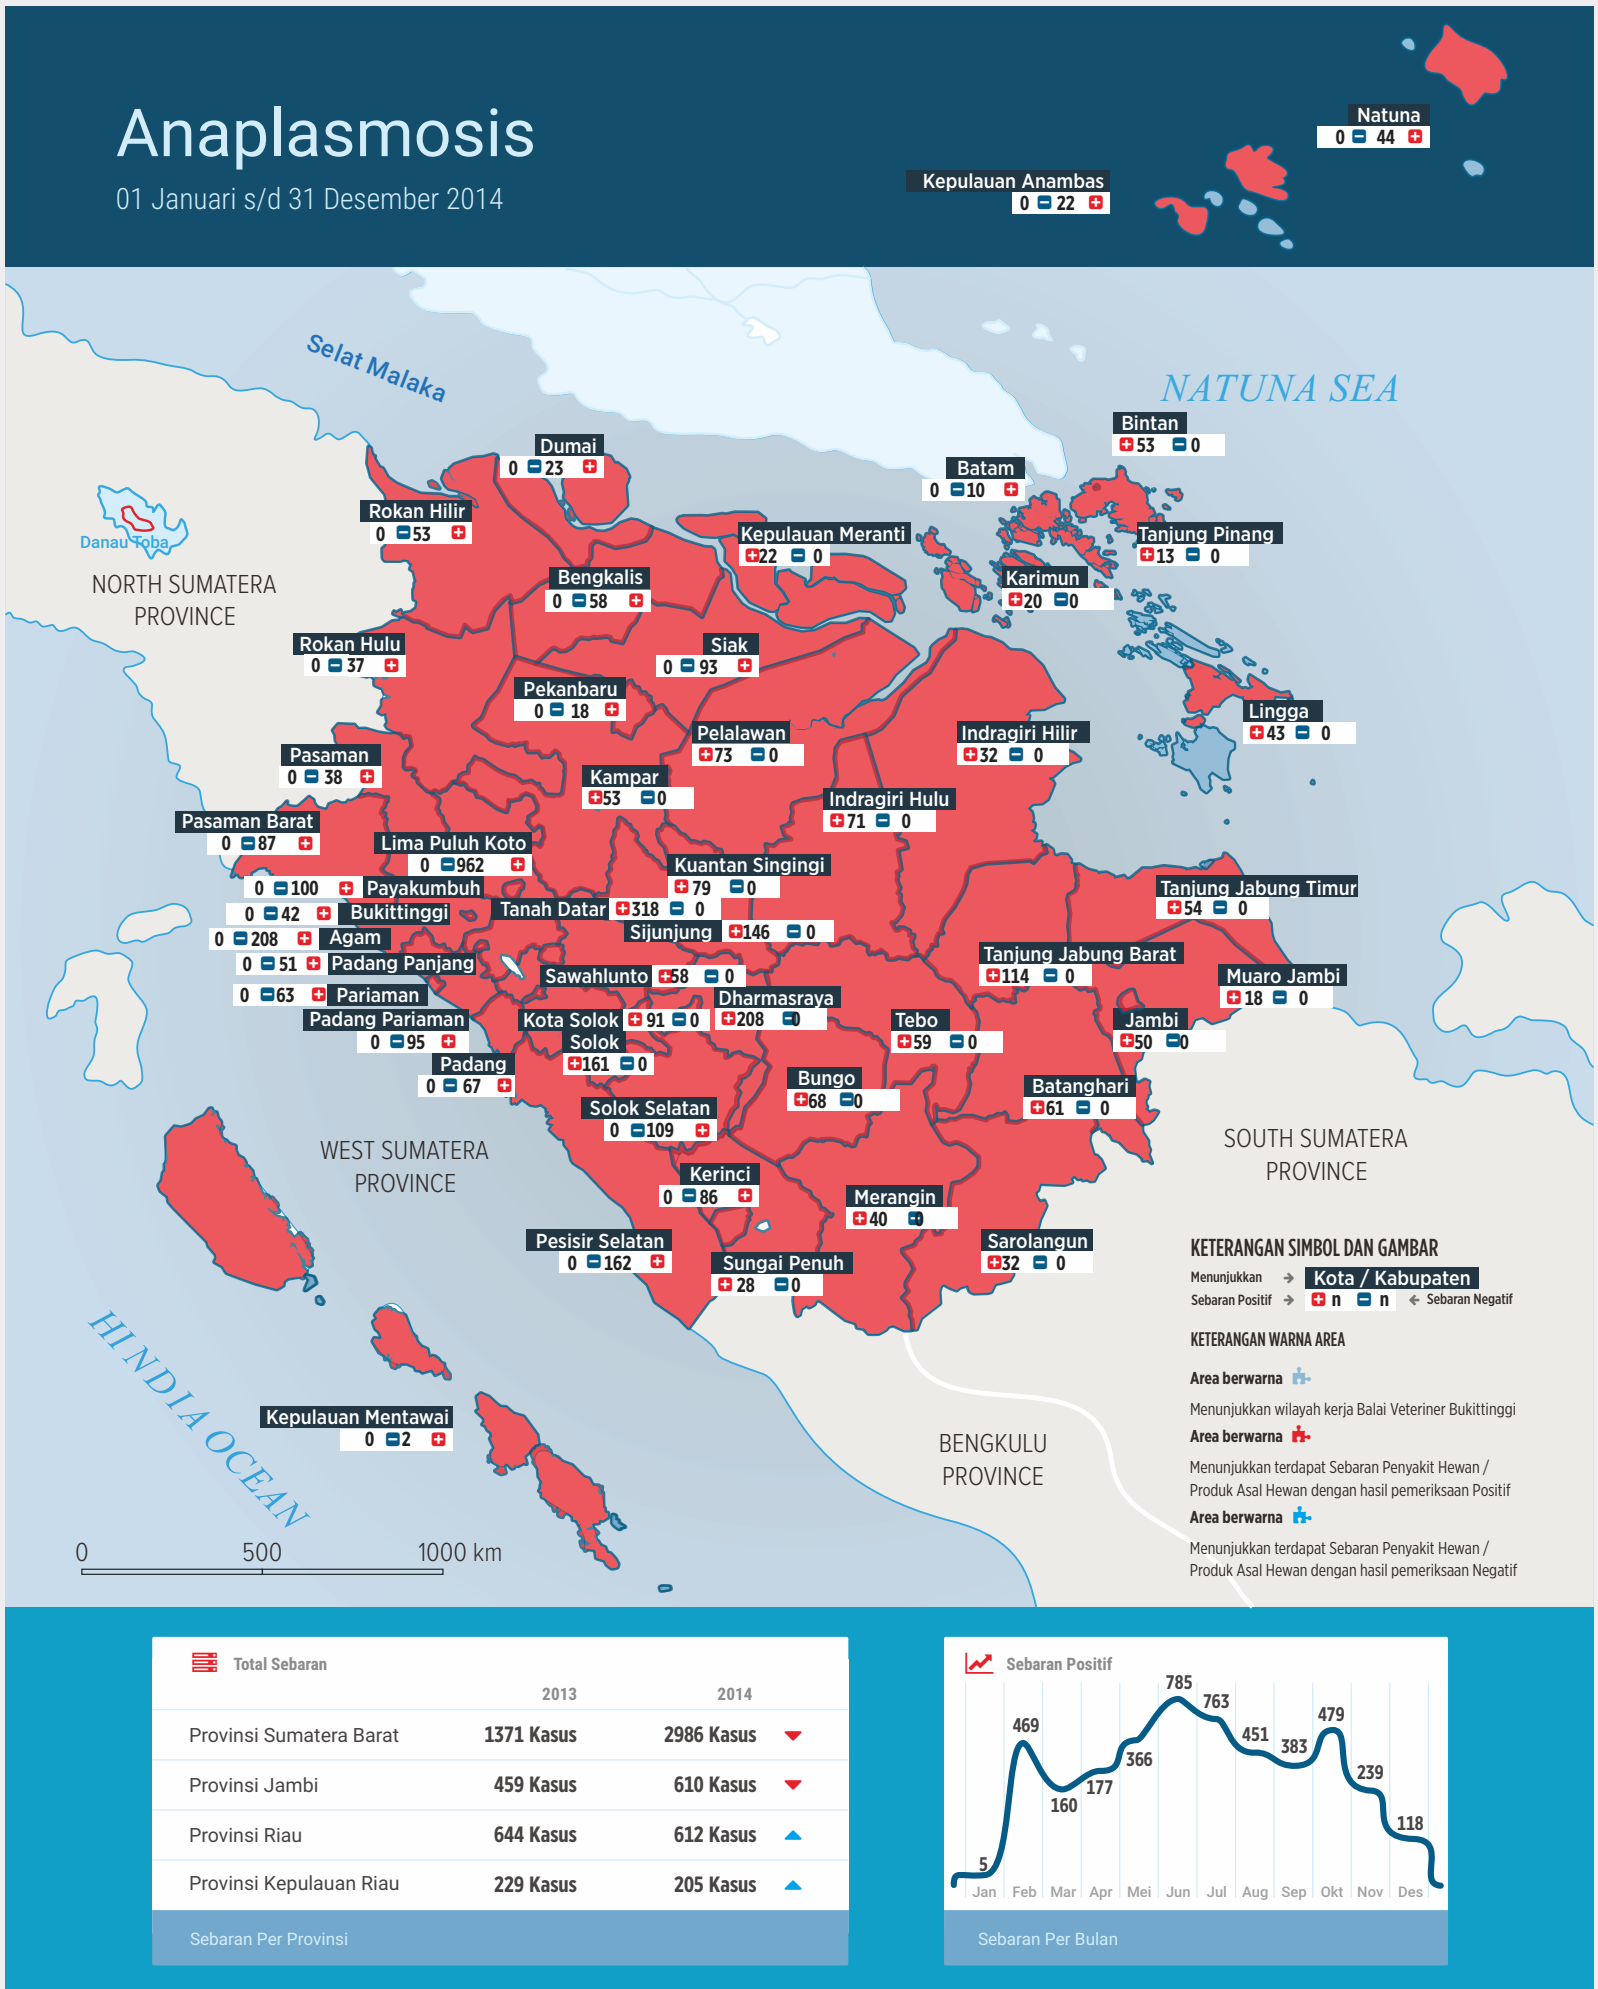 Anaplasmosis
01 Januari s/d 31 Desember 2014
Natuna
0 44
Kepulauan Anambas
0 22
Selat Malaka
NATUNA SEA
Bintan
53 0
Dumai
0 23
Batam
0 10
Rokan Hilir
0 53
Kepulauan Meranti
22 0
Tanjung Pinang
13 0
Danau Toba
NORTH SUMATERA
PROVINCE
Bengkalis
0 58
Karimun
20 0
Rokan Hulu
0 37
Siak
0 93
Pekanbaru
0 18
Lingga
43 0
Pelalawan
73 0
Indragiri Hilir
32 0
Pasaman
0 38
Kampar
53 0
Indragiri Hulu
71 0
Pasaman Barat
0 87
Lima Puluh Koto
0 962
Kuantan Singingi
79 0
0 100 Payakumbuh
Tanjung Jabung Timur
54 0
0 42 Bukittinggi
Tanah Datar 318 0
Sijunjung 146 0
0 208 Agam
0 51 Padang Panjang
Tanjung Jabung Barat
114 0
Sawahlunto 58 0
Muaro Jambi
18 0
0 63 Pariaman
Dharmasraya
208 0
Padang Pariaman
0 95
Kota Solok 91 0
Tebo
59 0
Jambi
50 0
Solok
161 0
Padang
0 67
Bungo
68 0
Batanghari
61 0
Solok Selatan
0 109
WEST SUMATERA
PROVINCE
SOUTH SUMATERA
PROVINCE
Kerinci
0 86
Merangin
40 0
Pesisir Selatan
0 162
Sarolangun
32 0
Sungai Penuh
28 0
KETERANGAN SIMBOL DAN GAMBAR
Menunjukkan Kota / Kabupaten
Sebaran Positif n n Sebaran Negatif
KETERANGAN WARNA AREA
Area berwarna
Menunjukkan wilayah kerja Balai Veteriner Bukittinggi
Area berwarna
Menunjukkan terdapat Sebaran Penyakit Hewan /
Produk Asal Hewan dengan hasil pemeriksaan Positif
Area berwarna
Menunjukkan terdapat Sebaran Penyakit Hewan /
Produk Asal Hewan dengan hasil pemeriksaan Negatif
HINDIA OCEAN
Kepulauan Mentawai
0 2
BENGKULU
PROVINCE
0 500 1000 km
Total Sebaran
2013 2014
Provinsi Sumatera Barat 1371 Kasus 2986 Kasus
Provinsi Jambi 459 Kasus 610 Kasus
Provinsi Riau 644 Kasus 612 Kasus
Provinsi Kepulauan Riau 229 Kasus 205 Kasus
Sebaran Per Provinsi
Sebaran Positif
5 469 160 177 366 785 763 451 383 479 239 118
Jan Feb Mar Apr Mei Jun Jul Aug Sep Okt Nov Des
Sebaran Per Bulan